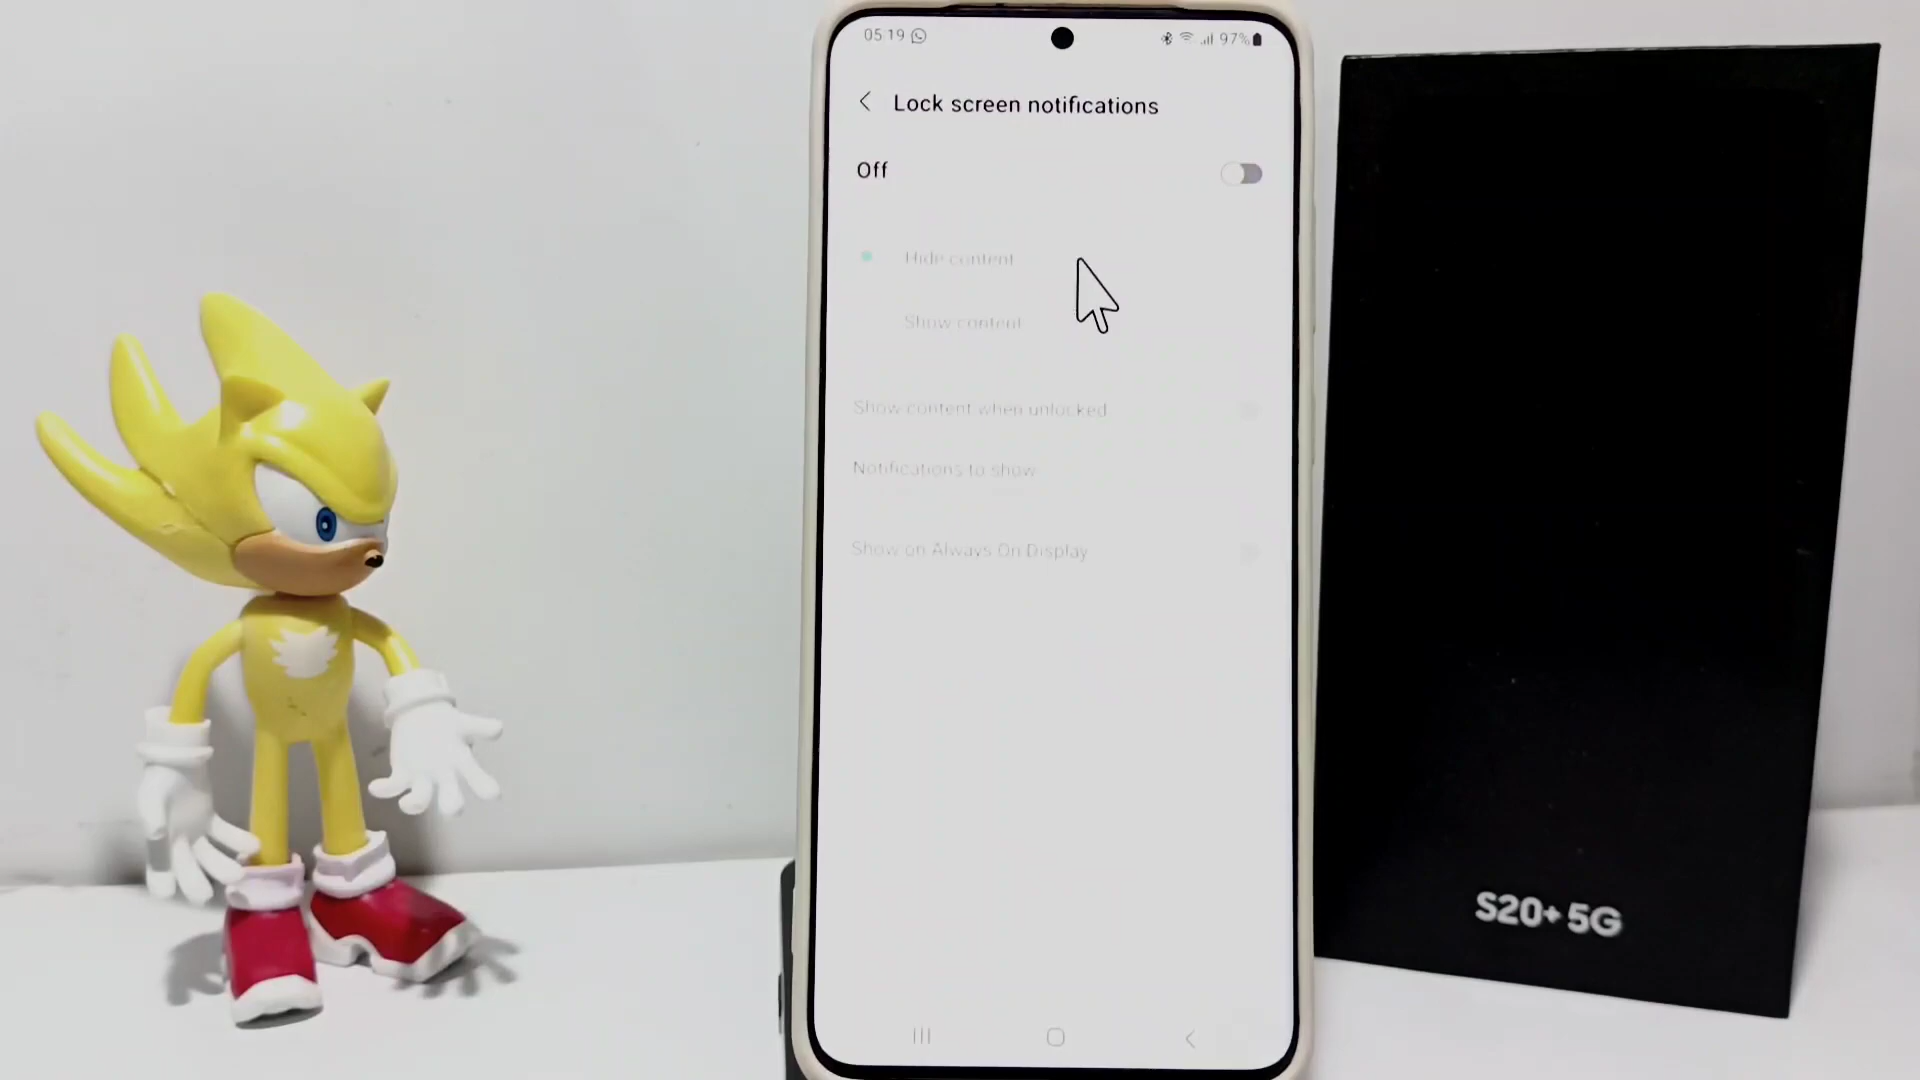 05:19
97%
Lock screen notifications
Off
Hide content
Show content
Show content when unlocked
Notifications to show
Show on Always On Display
S20+ 5G